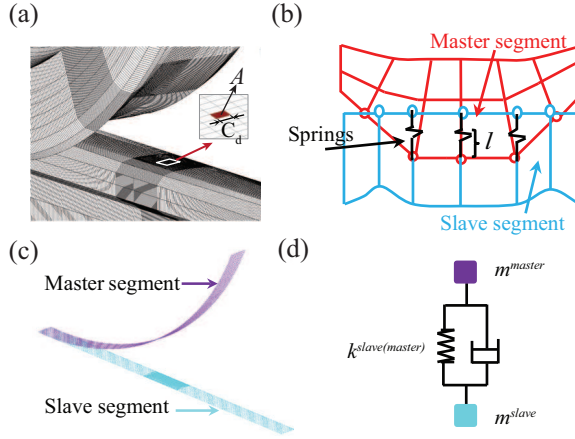 (a)
A
C_d
(b)
Master segment
Springs
l
Slave segment
(c)
Master segment
Slave segment
(d)
m^master
k^slave(master)
m^slave